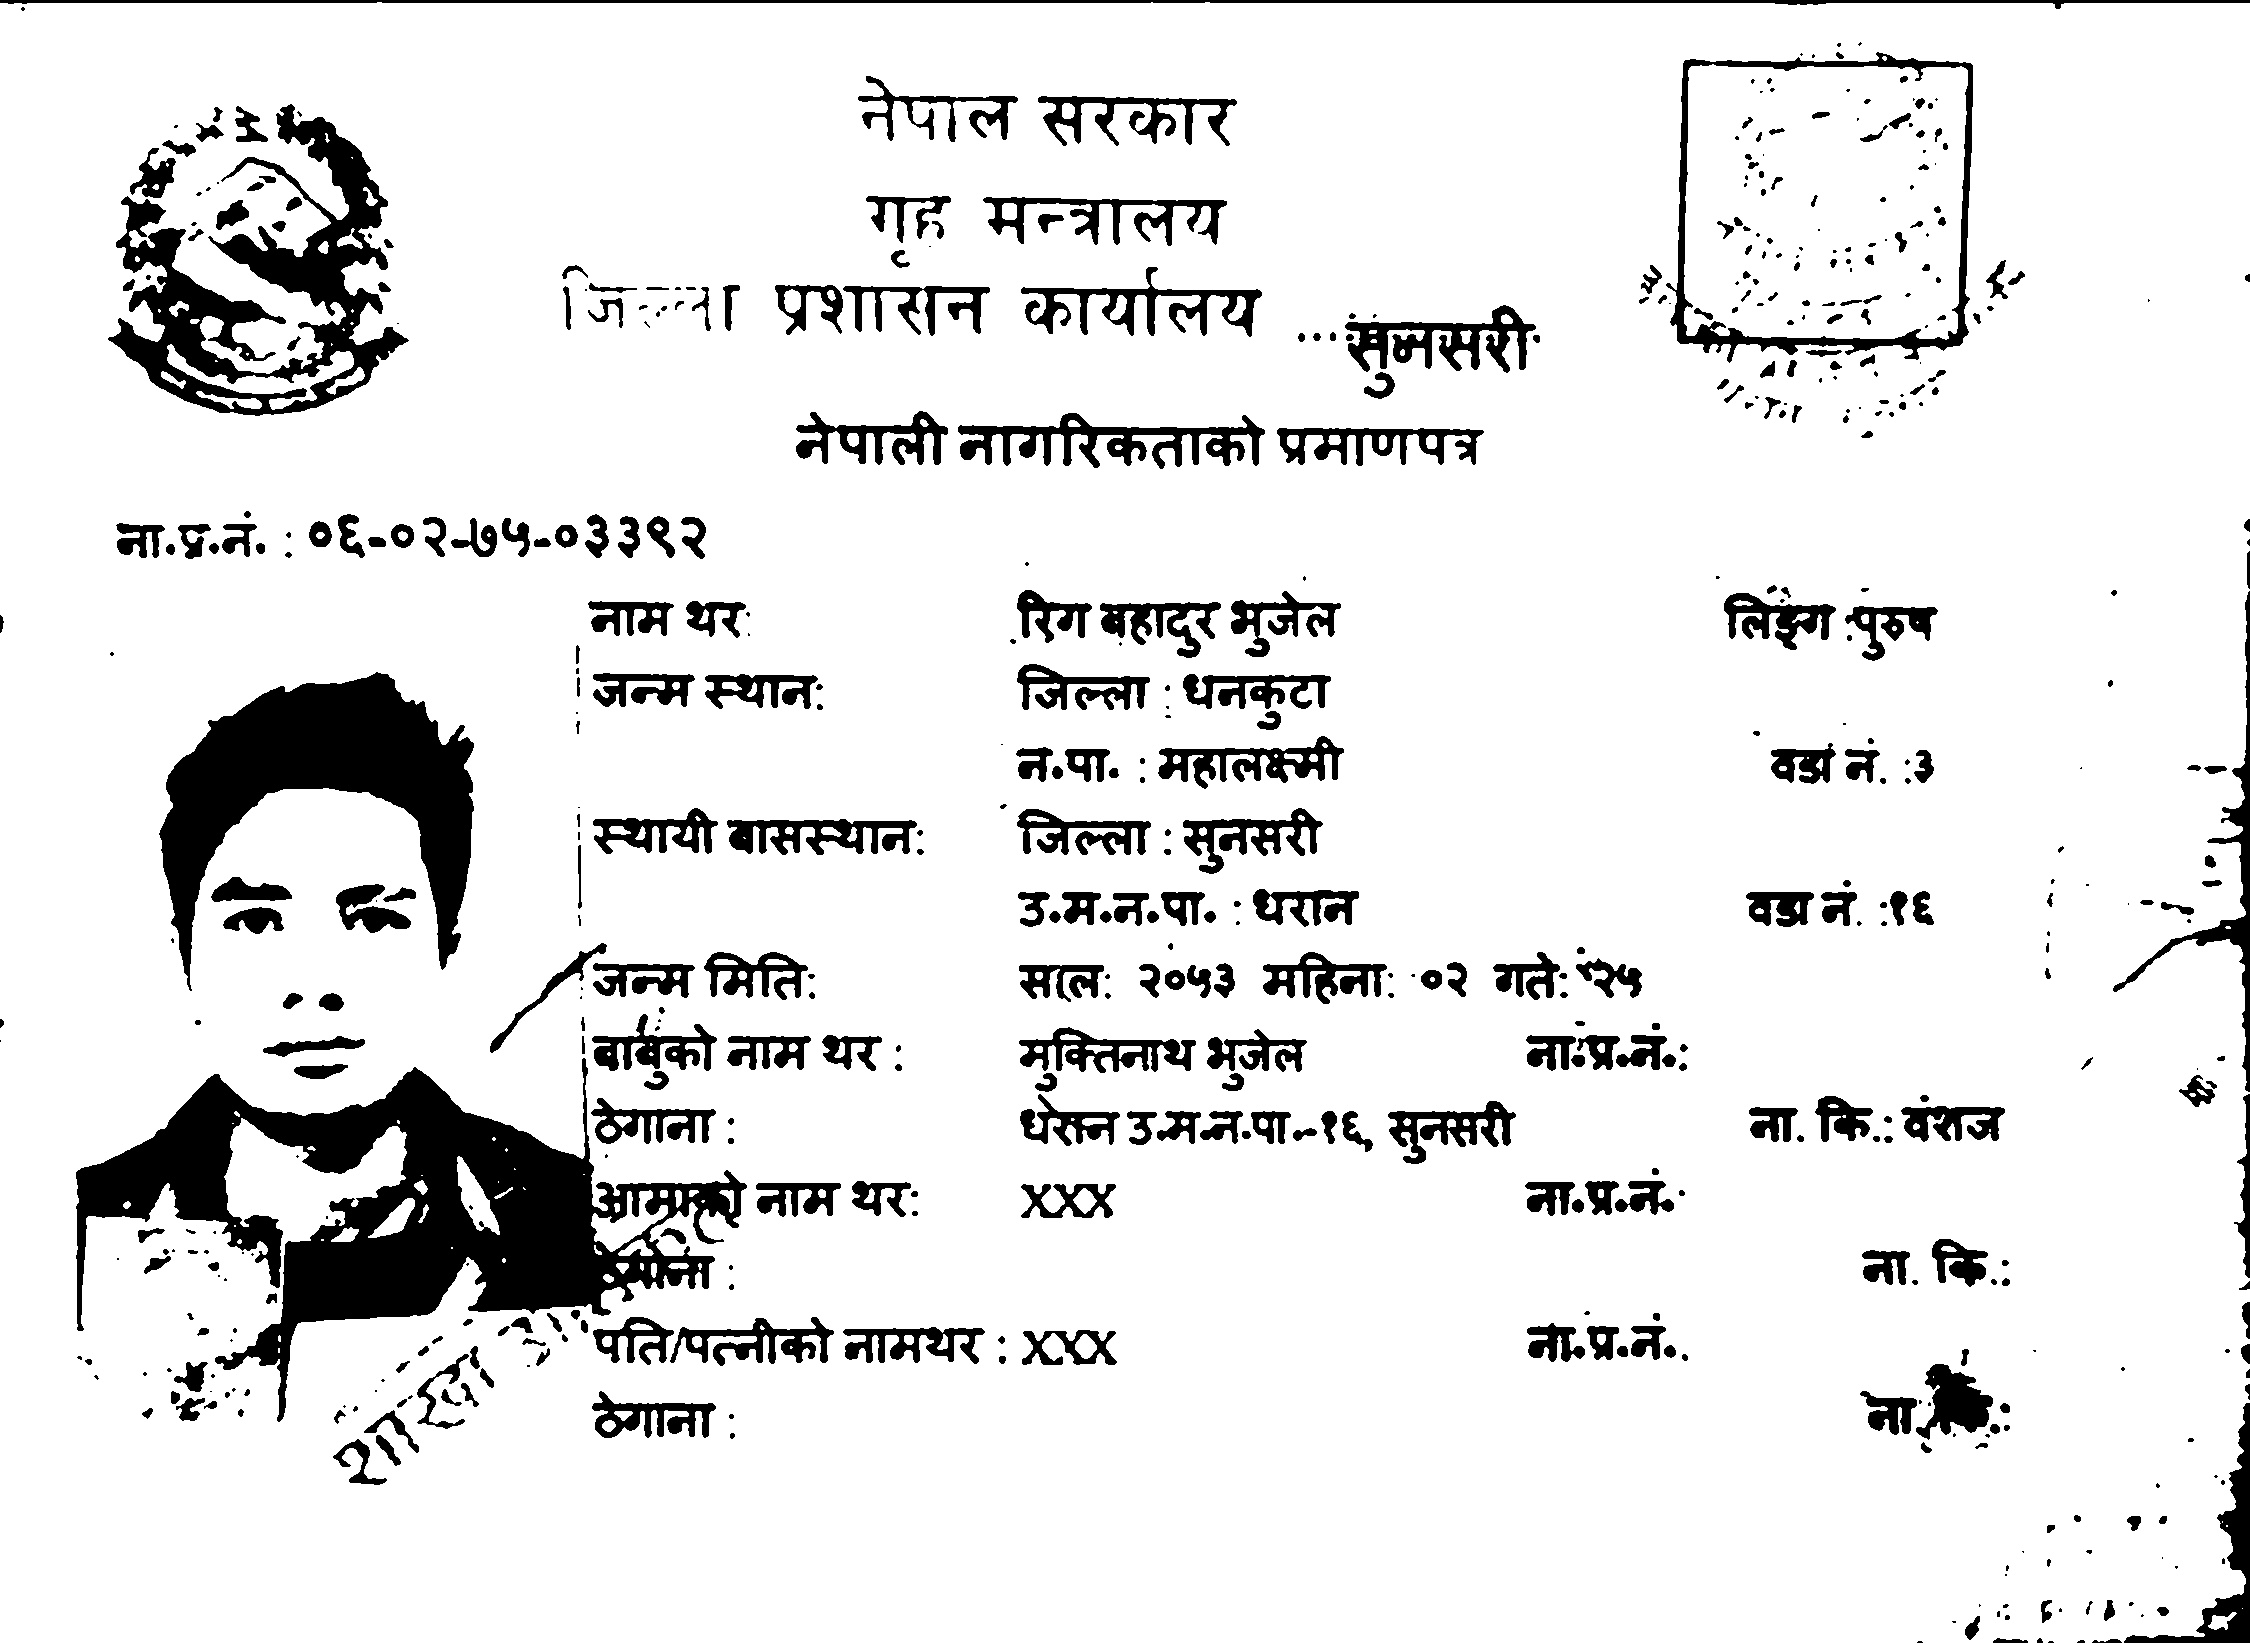 नेपाल सरकार
गृह मन्त्रालय
जिल्ला प्रशासन कार्यालय ....सुनसरी
नेपाली नागरिकताको प्रमाणपत्र
ना.प्र.नं. : ०६-०२-७५-०३३९२
नाम थर: रिग बहादुर भुजेल लिङ्ग :पुरुष
जन्म स्थान: जिल्ला : धनकुटा
न.पा. : महालक्ष्मी वडा नं. :३
स्थायी बासस्थान: जिल्ला : सुनसरी
उ.म.न.पा. : धरान वडा नं. :१६
जन्म मिति: साल: २०५३ महिना: ०२ गते: २५
बाबुको नाम थर : मुक्तिनाथ भुजेल ना.प्र.नं.:
ठेगाना : धरान उ.म.न.पा.-१६, सुनसरी ना. कि.: वंशज
आमाको नाम थर: XXX ना.प्र.नं.
ठेगाना : ना. कि.:
पति/पत्नीको नामथर : XXX ना.प्र.नं.
ठेगाना : ना. कि.:
शाखा